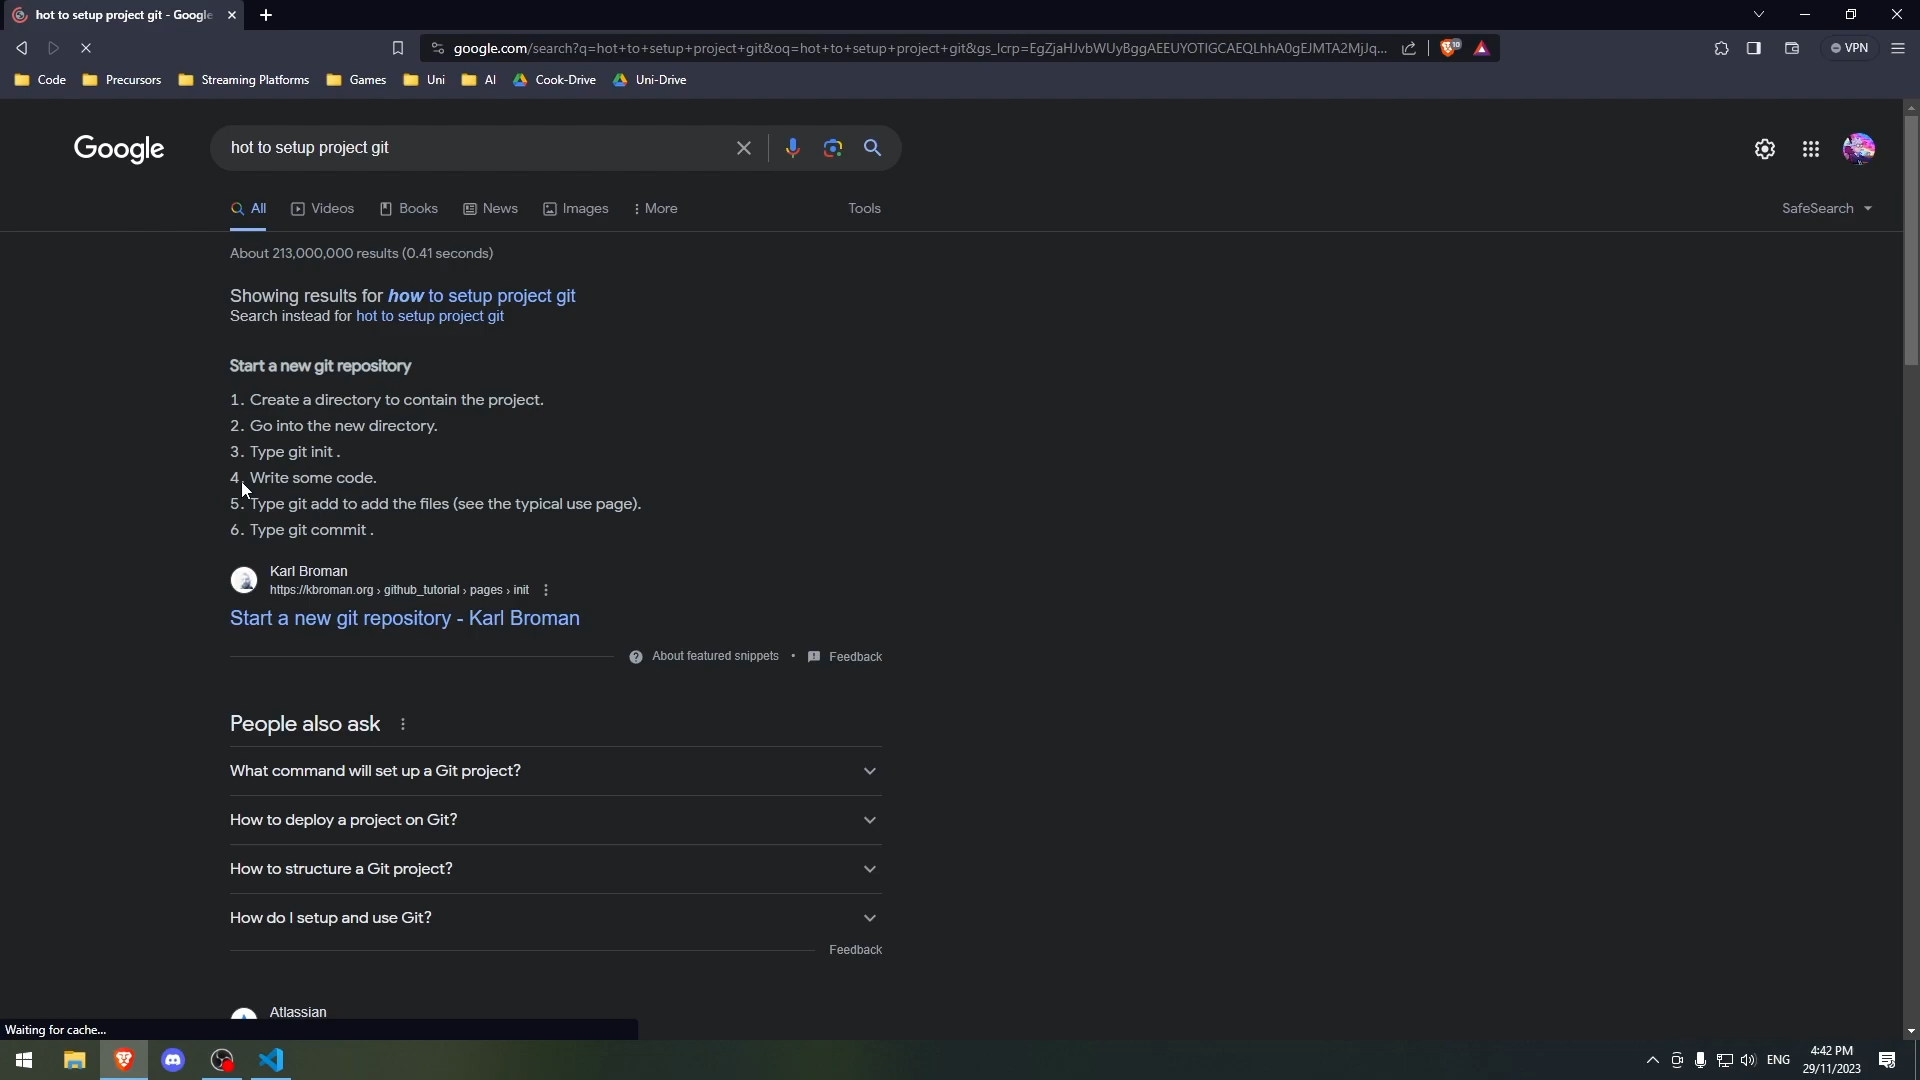 hot to setup project git - Google
google.com/search?q=hot+to+setup+project+git&oq=hot+to+setup+project+git&gs_lcrp=EgZjaHJvbWUyBggAEEUYOTIGCAEQLhhA0gEJMTA2MjJq...
10
VPN
Code Precursors Streaming Platforms Games Uni AI Cook-Drive Uni-Drive
Google
hot to setup project git
All Videos Books News Images More Tools SafeSearch
About 213,000,000 results (0.41 seconds)
Showing results for how to setup project git
Search instead for hot to setup project git
Start a new git repository
1. Create a directory to contain the project.
2. Go into the new directory.
3. Type git init .
4. Write some code.
5. Type git add to add the files (see the typical use page).
6. Type git commit .
Karl Broman
https://kbroman.org › github_tutorial › pages › init
Start a new git repository - Karl Broman
About featured snippets • Feedback
People also ask
What command will set up a Git project?
How to deploy a project on Git?
How to structure a Git project?
How do I setup and use Git?
Feedback
Atlassian
Waiting for cache...
ENG
4:42 PM
29/11/2023